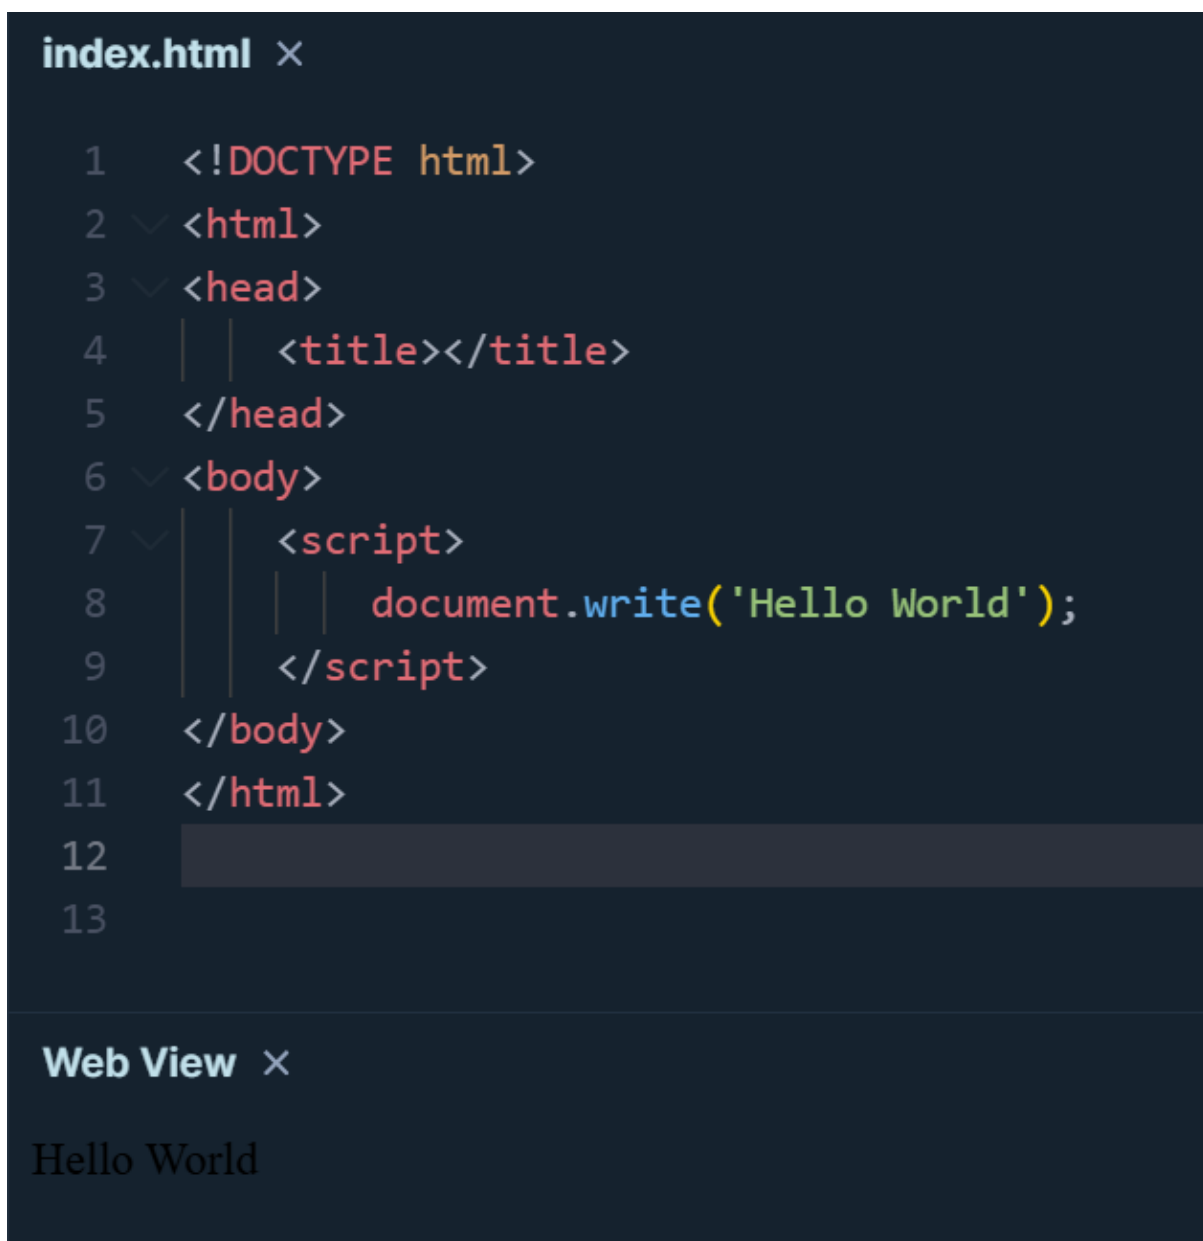 index.html ×
1 <!DOCTYPE html>
2 <html>
3 <head>
4 <title></title>
5 </head>
6 <body>
7 <script>
8 document.write('Hello World');
9 </script>
10 </body>
11 </html>
12
13
Web View ×
Hello World